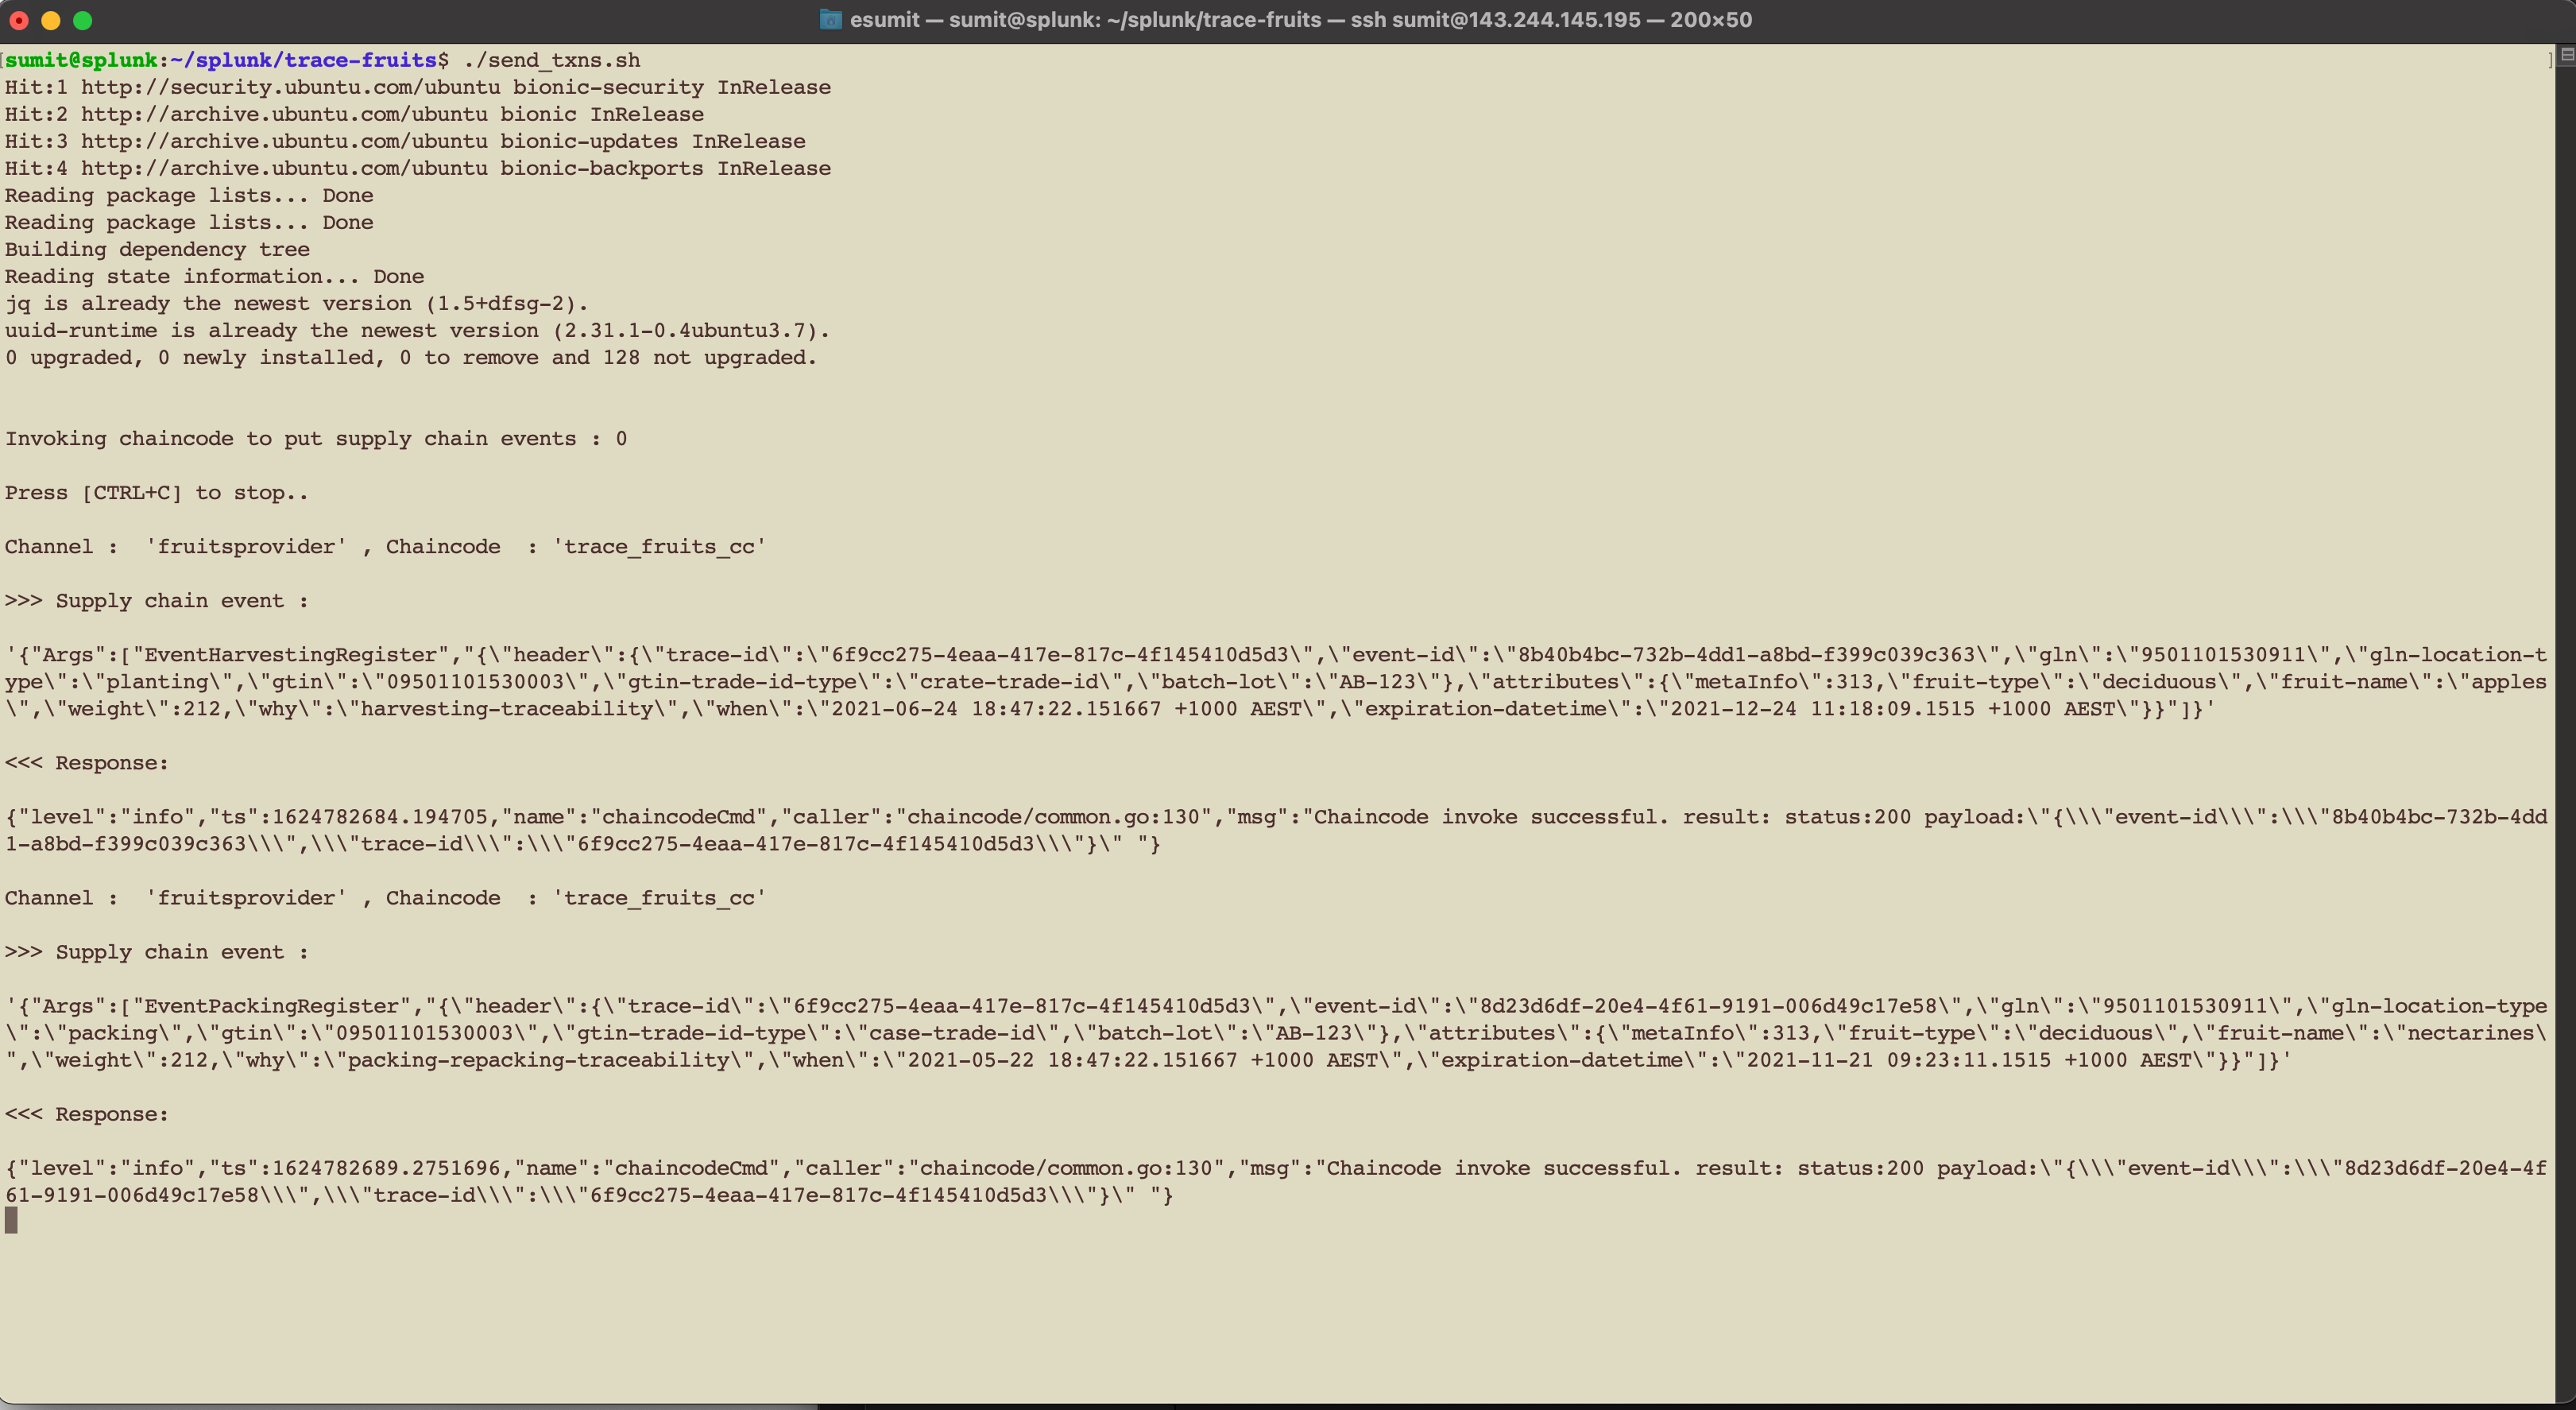 esumit — sumit@splunk: ~/splunk/trace-fruits — ssh sumit@143.244.145.195 — 200×50
[sumit@splunk:~/splunk/trace-fruits$ ./send_txns.sh ]
Hit:1 http://security.ubuntu.com/ubuntu bionic-security InRelease
Hit:2 http://archive.ubuntu.com/ubuntu bionic InRelease
Hit:3 http://archive.ubuntu.com/ubuntu bionic-updates InRelease
Hit:4 http://archive.ubuntu.com/ubuntu bionic-backports InRelease
Reading package lists... Done
Reading package lists... Done
Building dependency tree
Reading state information... Done
jq is already the newest version (1.5+dfsg-2).
uuid-runtime is already the newest version (2.31.1-0.4ubuntu3.7).
0 upgraded, 0 newly installed, 0 to remove and 128 not upgraded.
Invoking chaincode to put supply chain events : 0
Press [CTRL+C] to stop..
Channel :  'fruitsprovider' , Chaincode  : 'trace_fruits_cc'
>>> Supply chain event :
'{"Args":["EventHarvestingRegister","{\"header\":{\"trace-id\":\"6f9cc275-4eaa-417e-817c-4f145410d5d3\",\"event-id\":\"8b40b4bc-732b-4dd1-a8bd-f399c039c363\",\"gln\":\"9501101530911\",\"gln-location-t
ype\":\"planting\",\"gtin\":\"09501101530003\",\"gtin-trade-id-type\":\"crate-trade-id\",\"batch-lot\":\"AB-123\"},\"attributes\":{\"metaInfo\":313,\"fruit-type\":\"deciduous\",\"fruit-name\":\"apples
\",\"weight\":212,\"why\":\"harvesting-traceability\",\"when\":\"2021-06-24 18:47:22.151667 +1000 AEST\",\"expiration-datetime\":\"2021-12-24 11:18:09.1515 +1000 AEST\"}}"]}'
<<< Response:
{"level":"info","ts":1624782684.194705,"name":"chaincodeCmd","caller":"chaincode/common.go:130","msg":"Chaincode invoke successful. result: status:200 payload:\"{\\\"event-id\\\":\\\"8b40b4bc-732b-4dd
1-a8bd-f399c039c363\\\",\\\"trace-id\\\":\\\"6f9cc275-4eaa-417e-817c-4f145410d5d3\\\"}\" "}
Channel :  'fruitsprovider' , Chaincode  : 'trace_fruits_cc'
>>> Supply chain event :
'{"Args":["EventPackingRegister","{\"header\":{\"trace-id\":\"6f9cc275-4eaa-417e-817c-4f145410d5d3\",\"event-id\":\"8d23d6df-20e4-4f61-9191-006d49c17e58\",\"gln\":\"9501101530911\",\"gln-location-type
\":\"packing\",\"gtin\":\"09501101530003\",\"gtin-trade-id-type\":\"case-trade-id\",\"batch-lot\":\"AB-123\"},\"attributes\":{\"metaInfo\":313,\"fruit-type\":\"deciduous\",\"fruit-name\":\"nectarines\
",\"weight\":212,\"why\":\"packing-repacking-traceability\",\"when\":\"2021-05-22 18:47:22.151667 +1000 AEST\",\"expiration-datetime\":\"2021-11-21 09:23:11.1515 +1000 AEST\"}}"]}'
<<< Response:
{"level":"info","ts":1624782689.2751696,"name":"chaincodeCmd","caller":"chaincode/common.go:130","msg":"Chaincode invoke successful. result: status:200 payload:\"{\\\"event-id\\\":\\\"8d23d6df-20e4-4f
61-9191-006d49c17e58\\\",\\\"trace-id\\\":\\\"6f9cc275-4eaa-417e-817c-4f145410d5d3\\\"}\" "}